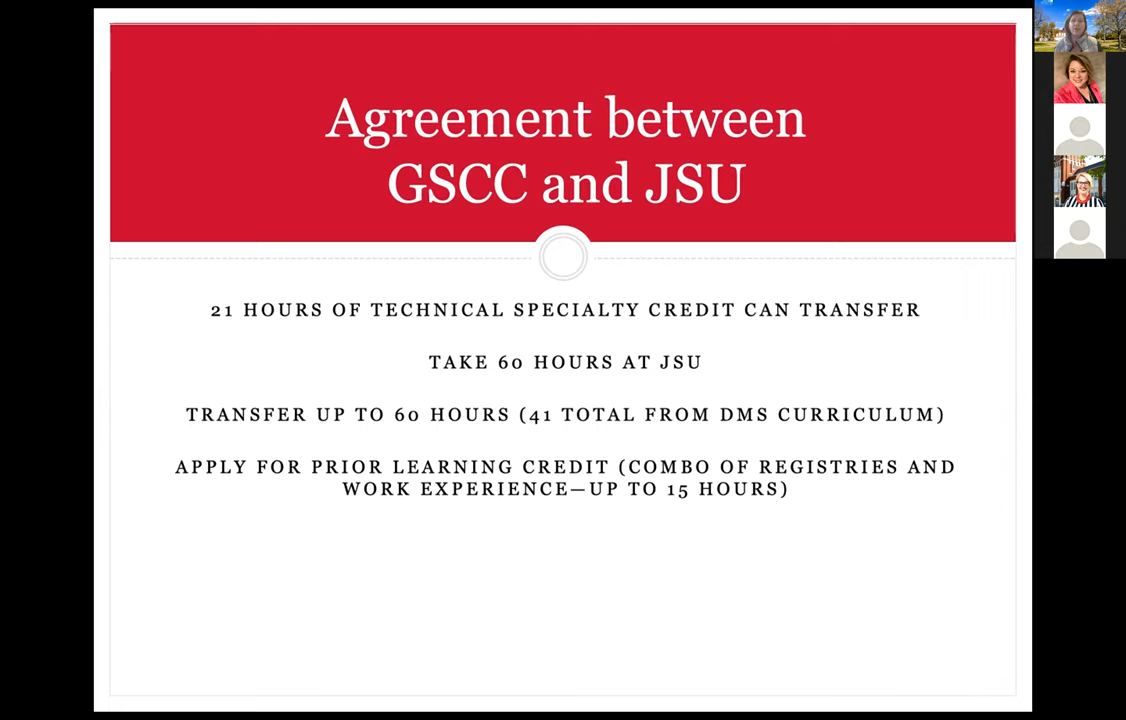 Agreement between
GSCC and JSU
21 HOURS OF TECHNICAL SPECIALTY CREDIT CAN TRANSFER
TAKE 60 HOURS AT JSU
TRANSFER UP TO 60 HOURS (41 TOTAL FROM DMS CURRICULUM)
APPLY FOR PRIOR LEARNING CREDIT (COMBO OF REGISTRIES AND
WORK EXPERIENCE—UP TO 15 HOURS)